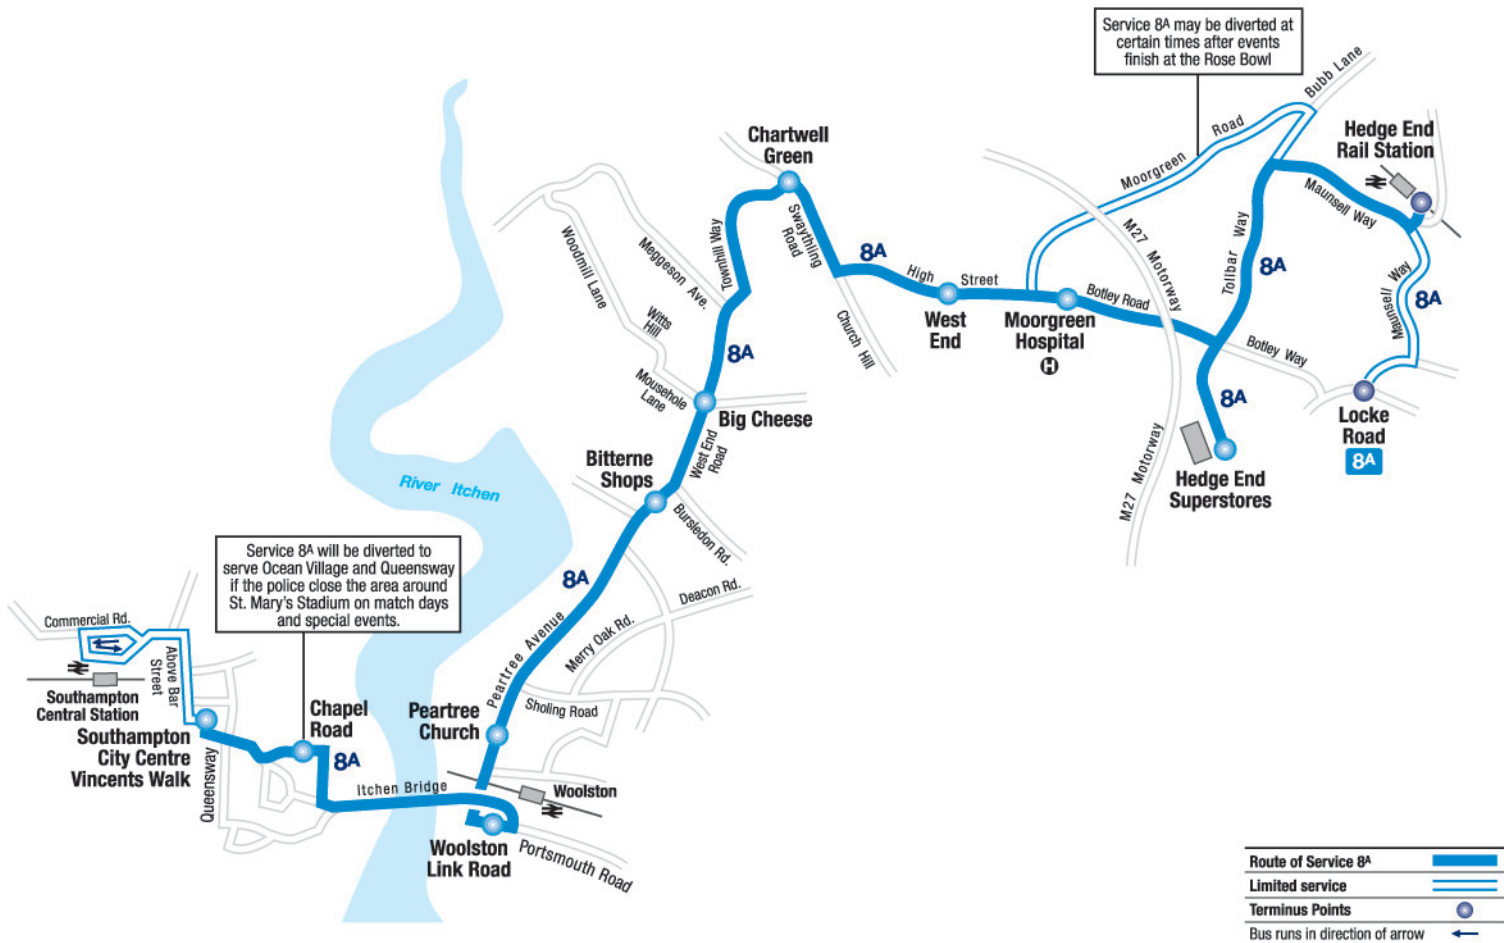 Service 8A may be diverted at
certain times after events
finish at the Rose Bowl
Bubb Lane
Hedge End
Rail Station
Chartwell
Green
Moorgreen Road
Maunsell Way
Swaythling
Road
Townhill Way
Meggeson Ave.
Woodmill Lane
8A
High Street
M27 Motorway
Tollbar Way
8A
Maunsell Way
8A
Witts
Hill
Church Hill
West
End
Moorgreen
Hospital
H
Botley Road
Botley Way
8A
Mousehole
Lane
Big Cheese
8A
Locke
Road
8A
West End
Road
M27 Motorway
Hedge End
Superstores
Bitterne
Shops
River Itchen
Bursledon Rd.
Service 8A will be diverted to
serve Ocean Village and Queensway
if the police close the area around
St. Mary's Stadium on match days
and special events.
8A
Deacon Rd.
Commercial Rd.
Merry Oak Rd.
Peartree Avenue
Above Bar
Street
Southampton
Central Station
Sholing Road
Chapel
Road
Peartree
Church
Southampton
City Centre
Vincents Walk
8A
Queensway
Itchen Bridge
Woolston
Woolston
Link Road
Portsmouth Road
Route of Service 8A
Limited service
Terminus Points
Bus runs in direction of arrow